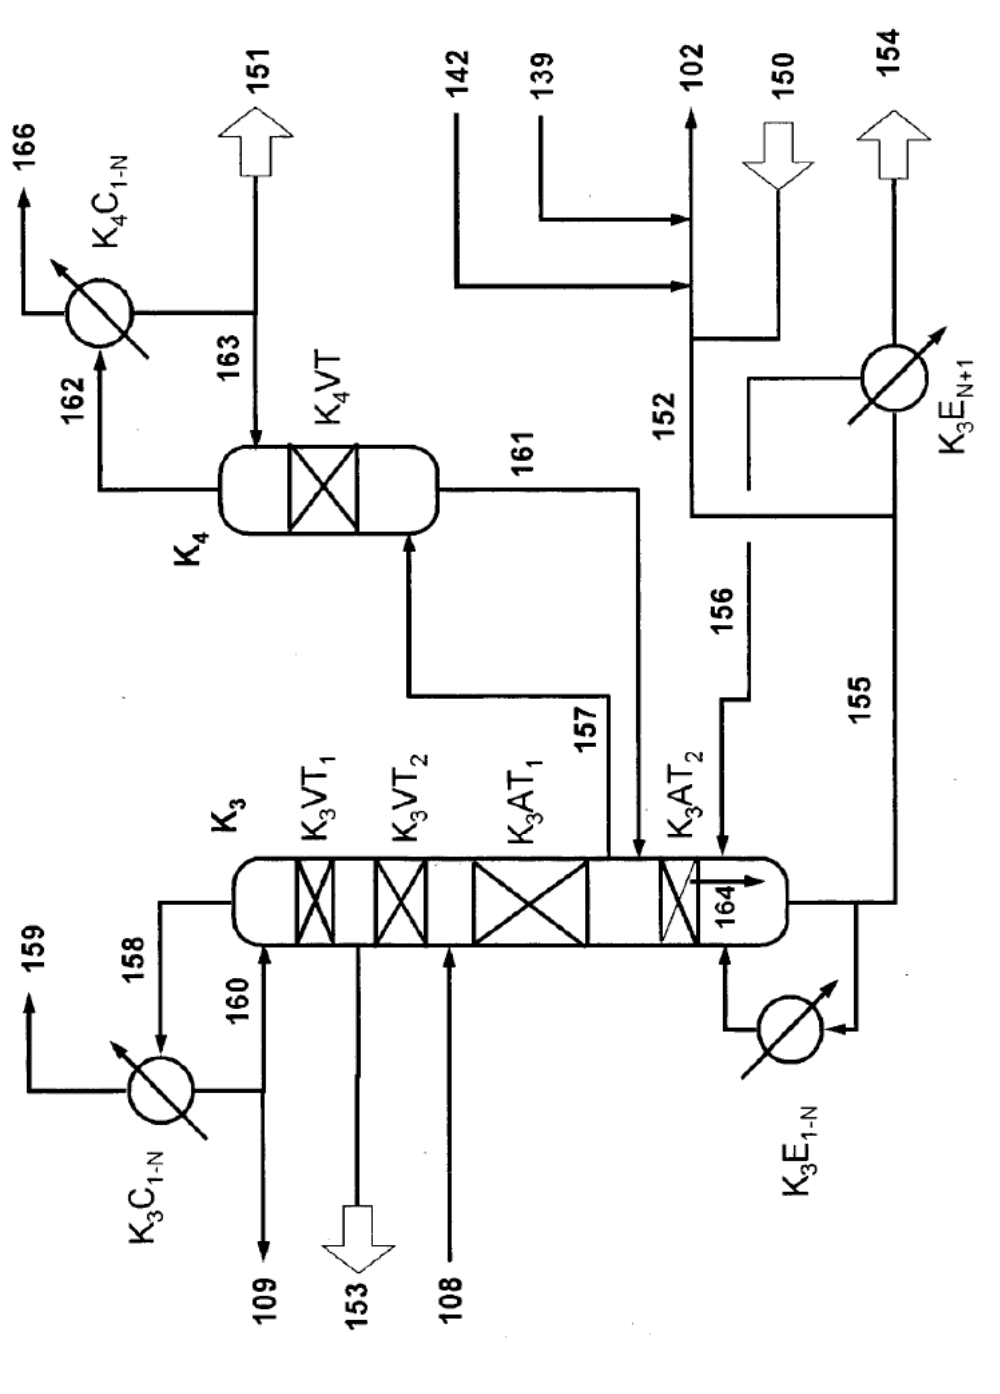 166
K₄C₁₋N
151
162
163
K₄VT
K₄
161
142
139
102
150
154
152
K₃Eₙ₊₁
156
155
157
K₃
K₃VT₁
K₃VT₂
K₃AT₁
K₃AT₂
164
159
158
160
K₃C₁₋N
109
153
108
K₃E₁₋N